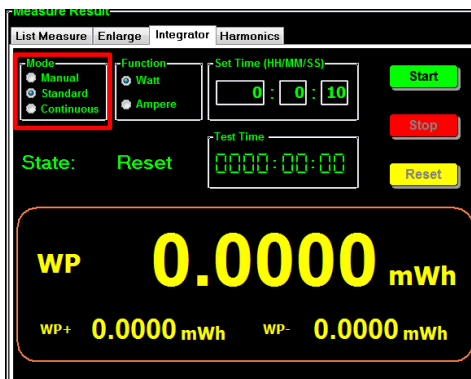 Measure Result
List Measure Enlarge Integrator Harmonics
Mode
Manual
Standard
Continuous
Function
Watt
Ampere
Set Time (HH/MM/SS)
0 : 0 : 10
Start
Stop
Test Time
0000:00:00
State: Reset
Reset
WP 0.0000 mWh
WP+ 0.0000 mWh WP- 0.0000 mWh